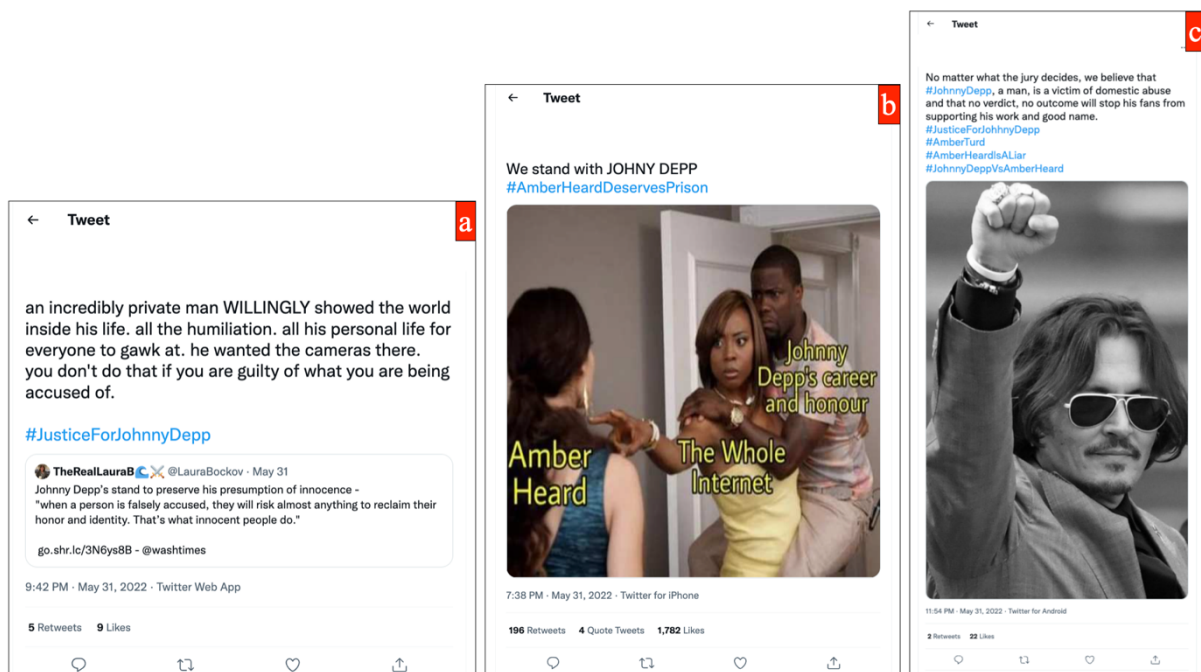 a
Tweet
an incredibly private man WILLINGLY showed the world
inside his life. all the humiliation. all his personal life for
everyone to gawk at. he wanted the cameras there.
you don't do that if you are guilty of what you are being
accused of.
#JusticeForJohnnyDepp
TheRealLauraB @LauraBockov · May 31
Johnny Depp's stand to preserve his presumption of innocence -
"when a person is falsely accused, they will risk almost anything to reclaim their
honor and identity. That's what innocent people do."
go.shr.lc/3N6ys8B - @washtimes
9:42 PM · May 31, 2022 · Twitter Web App
5 Retweets 9 Likes
b
Tweet
We stand with JOHNY DEPP
#AmberHeardDeservesPrison
Johnny
Depp's career
and honour
Amber
Heard
The Whole
Internet
7:38 PM · May 31, 2022 · Twitter for iPhone
196 Retweets 4 Quote Tweets 1,782 Likes
c
Tweet
No matter what the jury decides, we believe that
#JohnnyDepp, a man, is a victim of domestic abuse
and that no verdict, no outcome will stop his fans from
supporting his work and good name.
#JusticeForJohhnyDepp
#AmberTurd
#AmberHeardIsALiar
#JohnnyDeppVsAmberHeard
11:54 PM · May 31, 2022 · Twitter for Android
2 Retweets 22 Likes